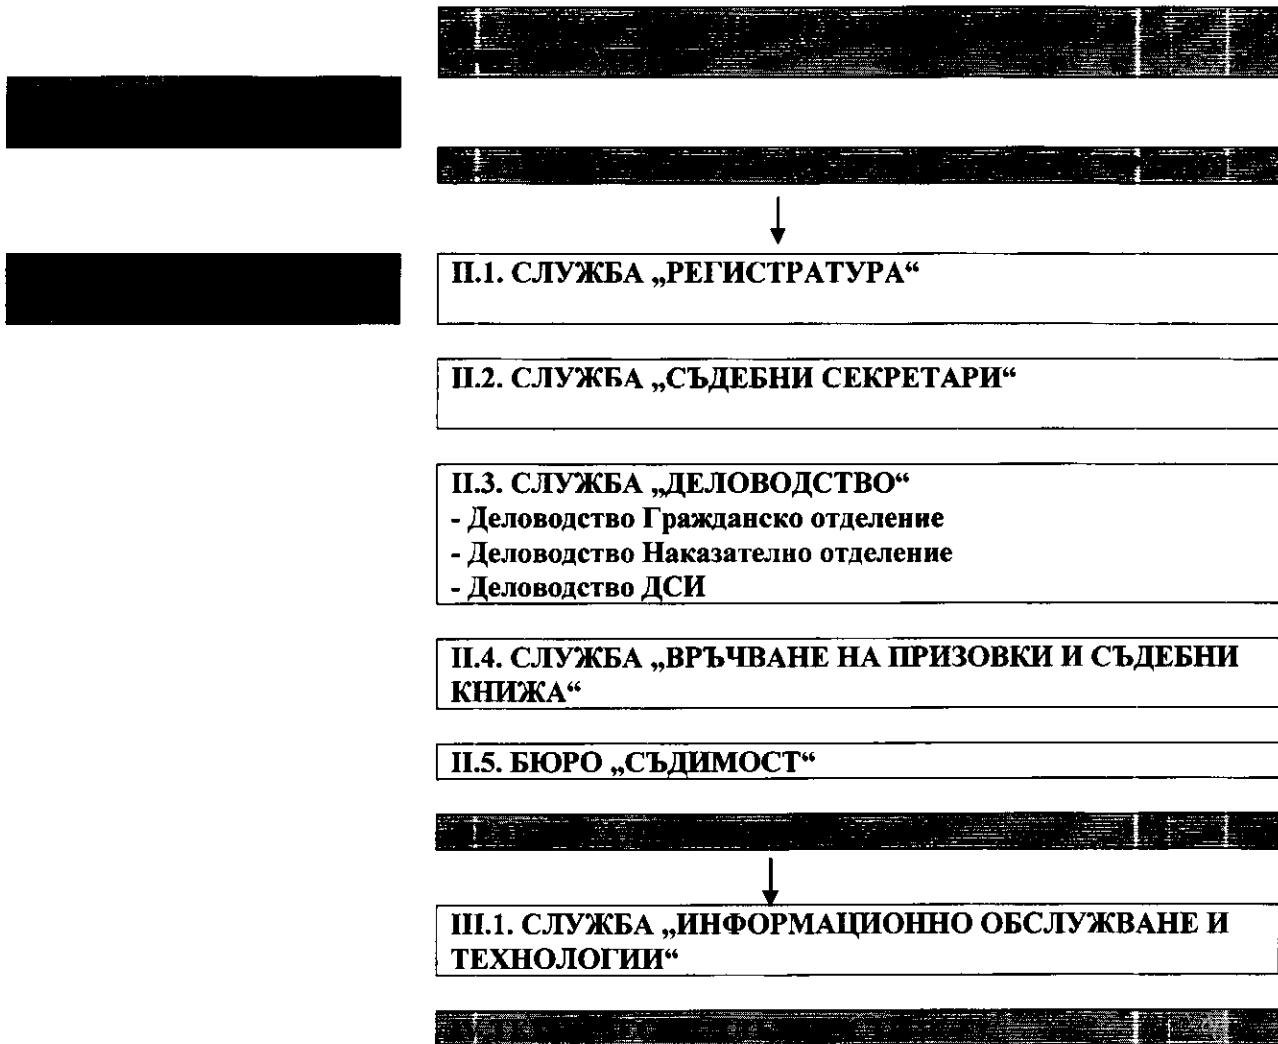 II.1. СЛУЖБА „РЕГИСТРАТУРА“
II.2. СЛУЖБА „СЪДЕБНИ СЕКРЕТАРИ“
II.3. СЛУЖБА „ДЕЛОВОДСТВО“
- Деловодство Гражданско отделение
- Деловодство Наказателно отделение
- Деловодство ДСИ
II.4. СЛУЖБА „ВРЪЧВАНЕ НА ПРИЗОВКИ И СЪДЕБНИ
КНИЖА“
II.5. БЮРО „СЪДИМОСТ“
III.1. СЛУЖБА „ИНФОРМАЦИОННО ОБСЛУЖВАНЕ И
ТЕХНОЛОГИИ“